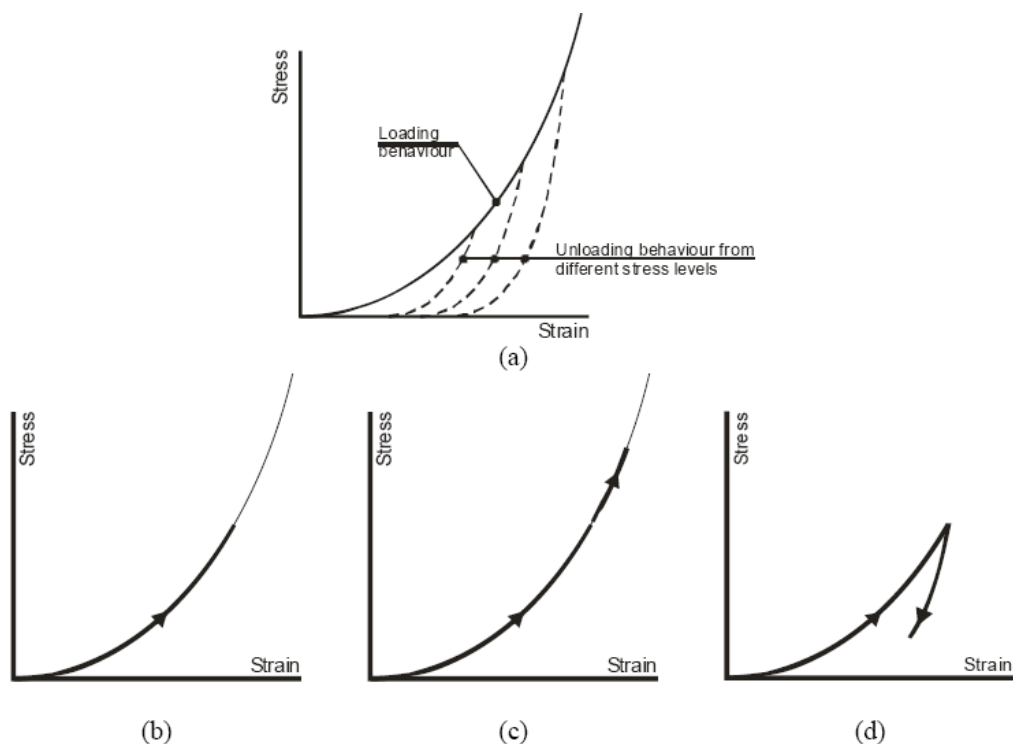 Stress
Loading
behaviour
Unloading behaviour from
different stress levels
Strain
(a)
Stress
Strain
(b)
Stress
Strain
(c)
Stress
Strain
(d)